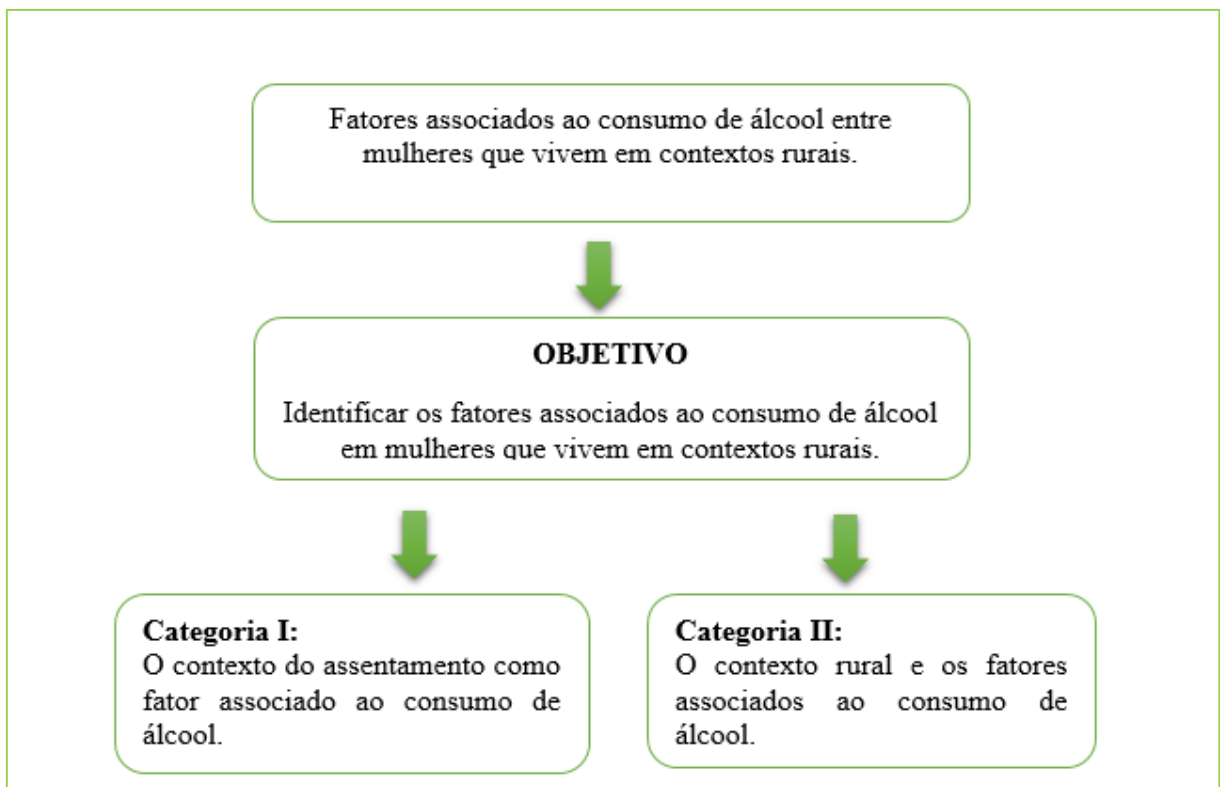 Fatores associados ao consumo de álcool entre
mulheres que vivem em contextos rurais.
OBJETIVO
Identificar os fatores associados ao consumo de álcool
em mulheres que vivem em contextos rurais.
Categoria I:
O contexto do assentamento como
fator associado ao consumo de
álcool.
Categoria II:
O contexto rural e os fatores
associados ao consumo de
álcool.